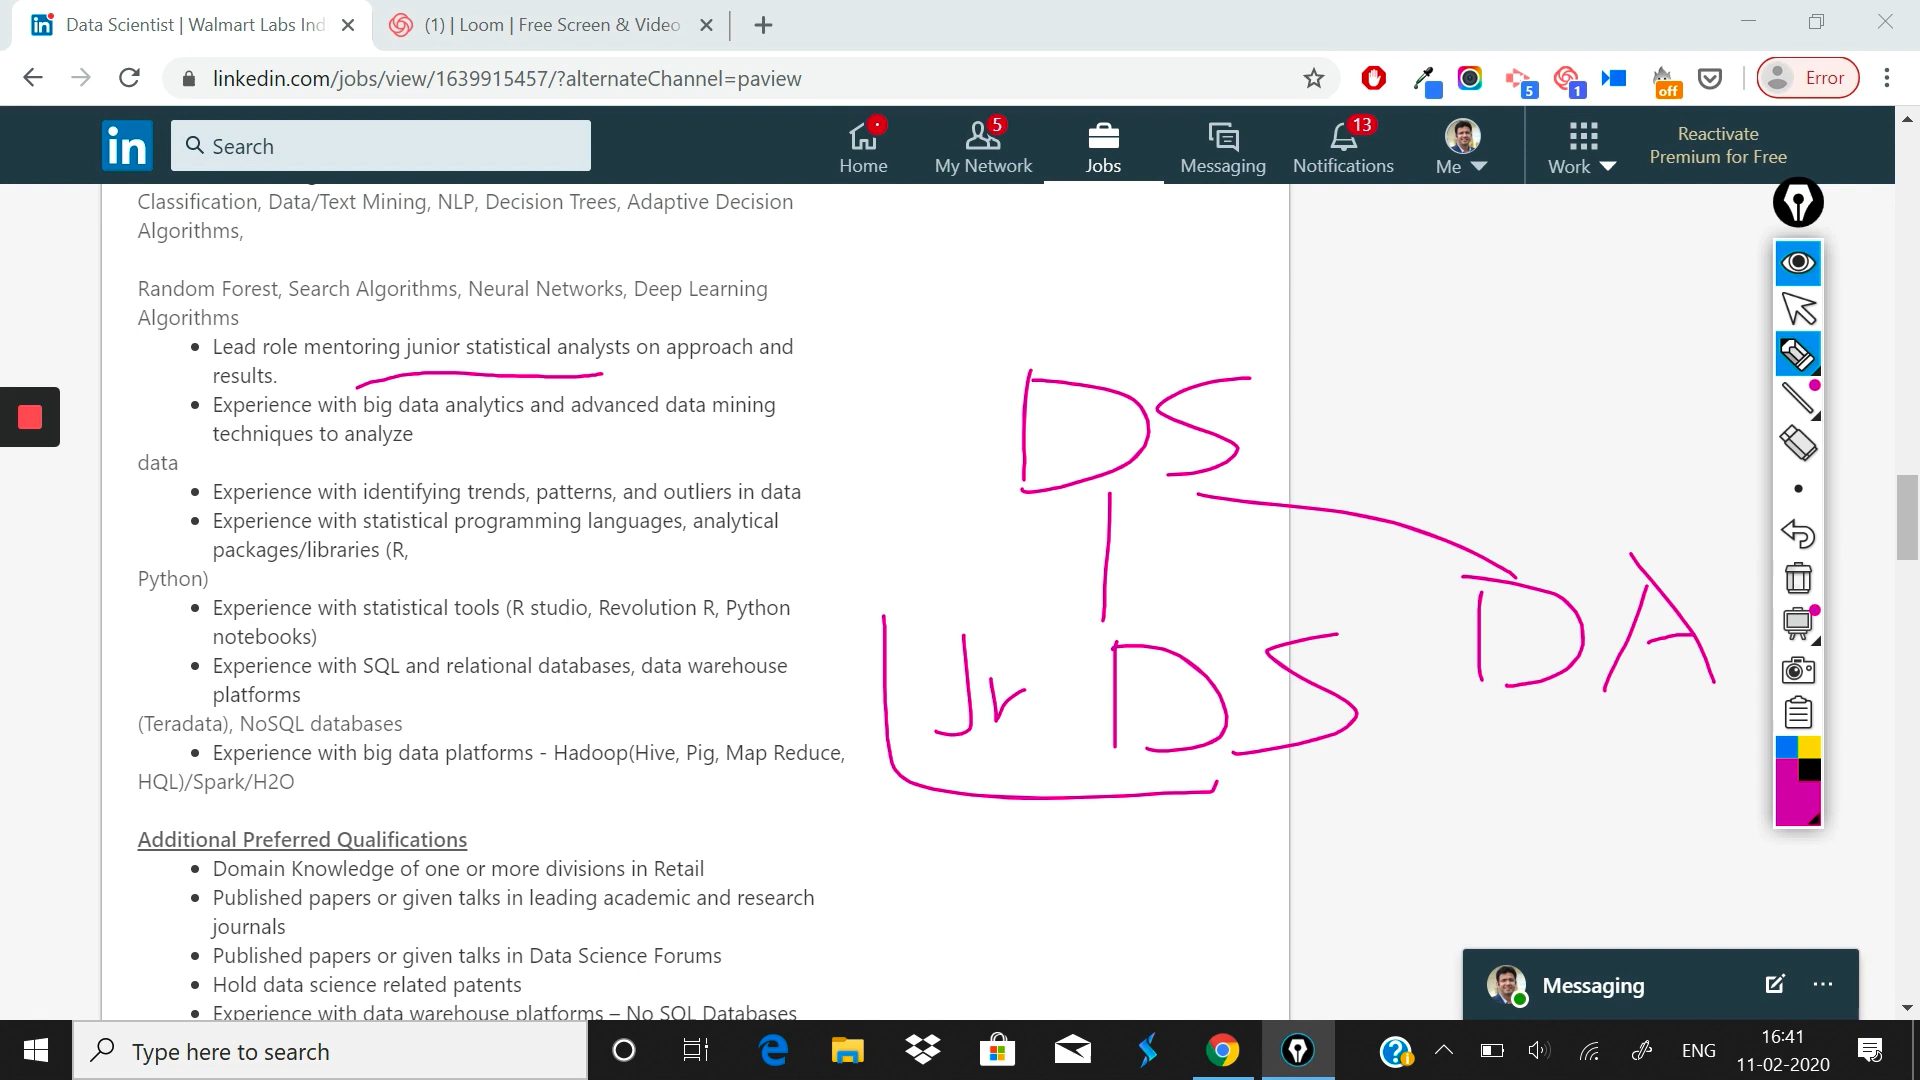 Data Scientist | Walmart Labs Ind
(1) | Loom | Free Screen & Video
linkedin.com/jobs/view/1639915457/?alternateChannel=paview
5
1
off
Error
in
Search
Home
5
My Network
Jobs
Messaging
13
Notifications
Me
Work
Reactivate
Premium for Free
Classification, Data/Text Mining, NLP, Decision Trees, Adaptive Decision
Algorithms,
Random Forest, Search Algorithms, Neural Networks, Deep Learning
Algorithms
• Lead role mentoring junior statistical analysts on approach and
results.
• Experience with big data analytics and advanced data mining
techniques to analyze
data
• Experience with identifying trends, patterns, and outliers in data
• Experience with statistical programming languages, analytical
packages/libraries (R,
Python)
• Experience with statistical tools (R studio, Revolution R, Python
notebooks)
• Experience with SQL and relational databases, data warehouse
platforms
(Teradata), NoSQL databases
• Experience with big data platforms - Hadoop(Hive, Pig, Map Reduce,
HQL)/Spark/H2O
Additional Preferred Qualifications
• Domain Knowledge of one or more divisions in Retail
• Published papers or given talks in leading academic and research
journals
• Published papers or given talks in Data Science Forums
• Hold data science related patents
• Experience with data warehouse platforms – No SQL Databases
DS
Jr DS
DA
Messaging
Type here to search
ENG
16:41
11-02-2020